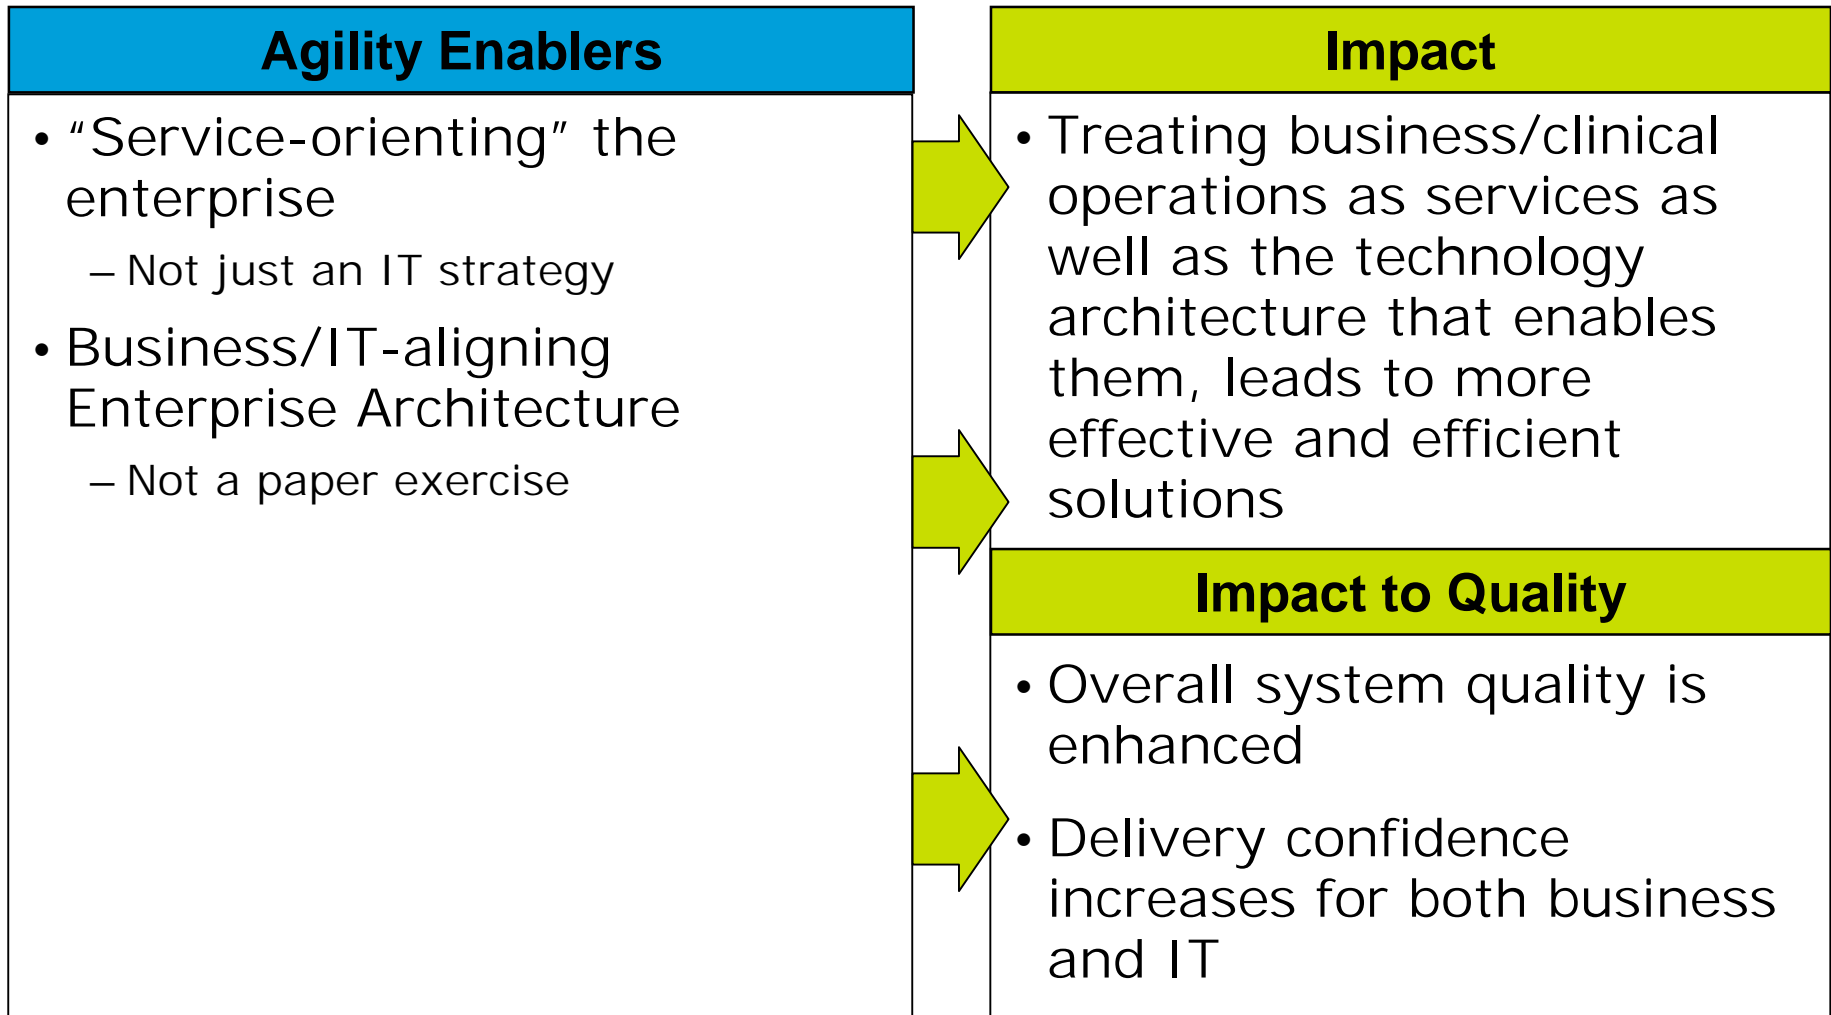 Agility Enablers
• “Service-orienting” the
enterprise
– Not just an IT strategy
• Business/IT-aligning
Enterprise Architecture
– Not a paper exercise
Impact
• Treating business/clinical
operations as services as
well as the technology
architecture that enables
them, leads to more
effective and efficient
solutions
Impact to Quality
• Overall system quality is
enhanced
• Delivery confidence
increases for both business
and IT